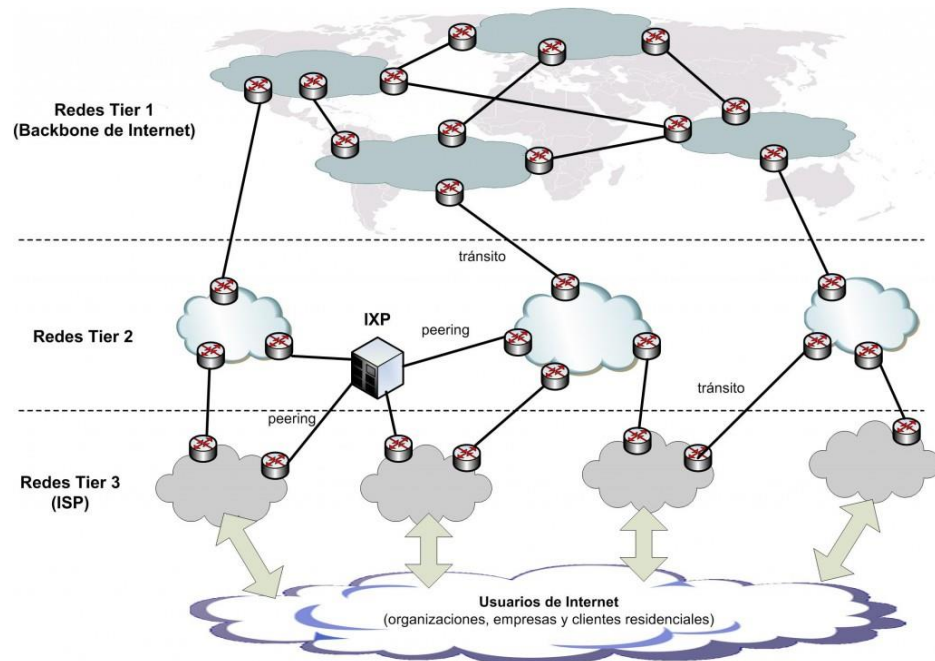 Redes Tier 1
(Backbone de Internet)
tránsito
Redes Tier 2
IXP
peering
tránsito
peering
Redes Tier 3
(ISP)
Usuarios de Internet
(organizaciones, empresas y clientes residenciales)